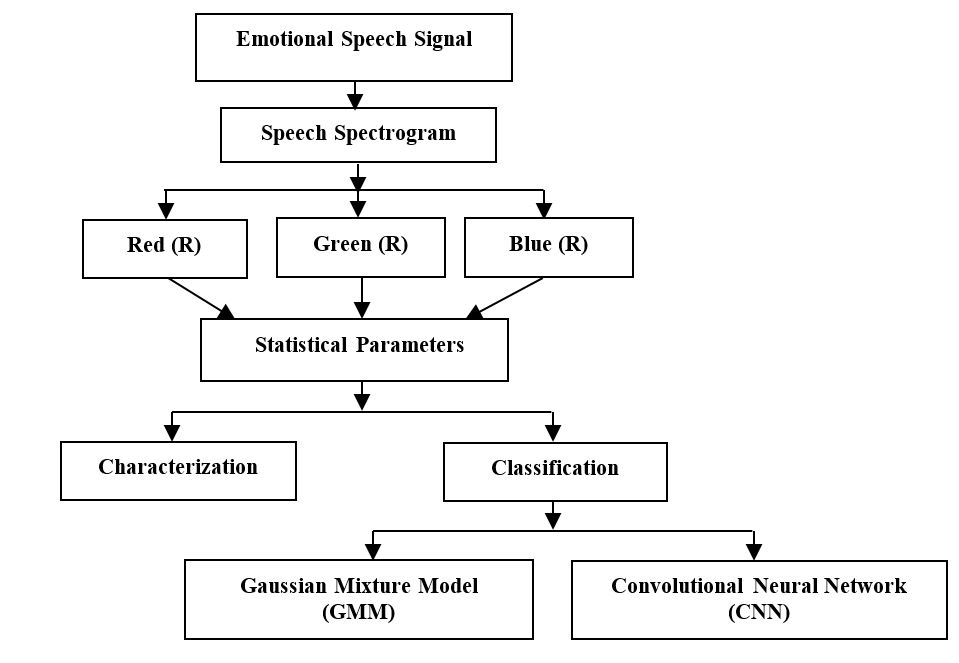 Emotional Speech Signal
Speech Spectrogram
Red (R)
Green (R)
Blue (R)
Statistical Parameters
Characterization
Classification
Gaussian Mixture Model
(GMM)
Convolutional Neural Network
(CNN)